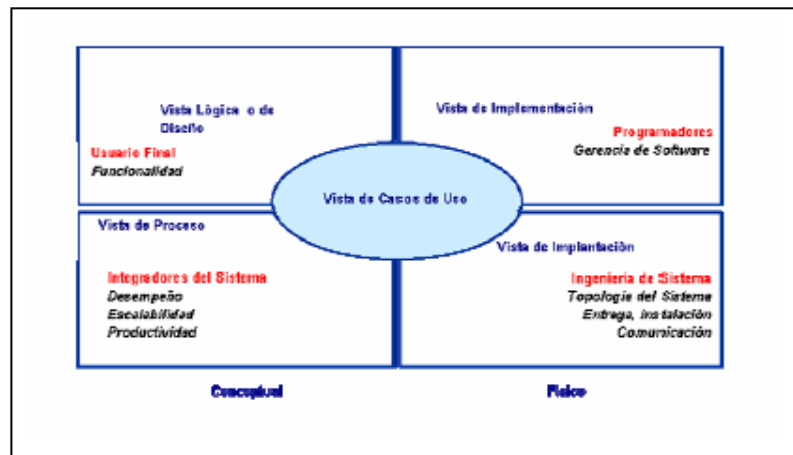 Vista Lògica o de
Diseño
Usuario Final
Funcionalidad
Vista de Implementación
Programadores
Gerencia de Software
Vista de Casos de Uso
Vista de Proceso
Integradores del Sistema
Desempeño
Escalabilidad
Productividad
Vista de Implantación
Ingeniería de Sistema
Topología del Sistema
Entrega, instalación
Comunicación
Conceptual
Físico